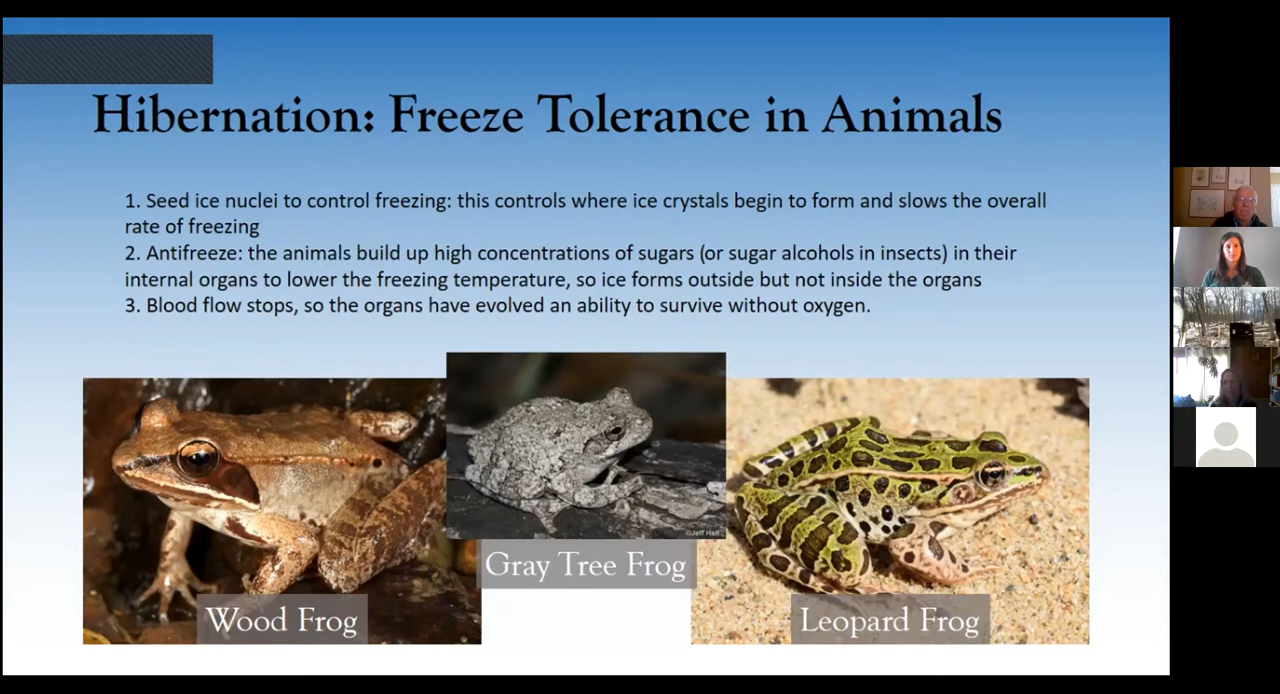 Hibernation: Freeze Tolerance in Animals
1. Seed ice nuclei to control freezing: this controls where ice crystals begin to form and slows the overall
rate of freezing
2. Antifreeze: the animals build up high concentrations of sugars (or sugar alcohols in insects) in their
internal organs to lower the freezing temperature, so ice forms outside but not inside the organs
3. Blood flow stops, so the organs have evolved an ability to survive without oxygen.
©Jeff Hall
Gray Tree Frog
Wood Frog
Leopard Frog